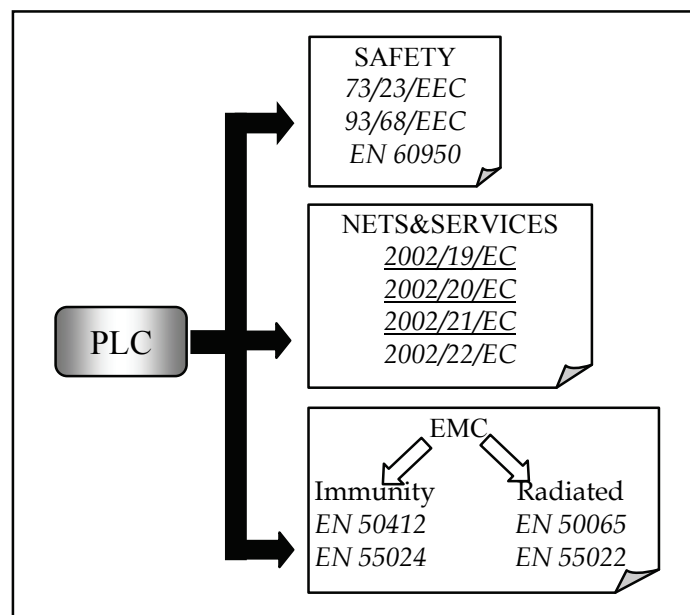 SAFETY
73/23/EEC
93/68/EEC
EN 60950
NETS&SERVICES
2002/19/EC
2002/20/EC
2002/21/EC
2002/22/EC
PLC
EMC
Immunity
EN 50412
EN 55024
Radiated
EN 50065
EN 55022